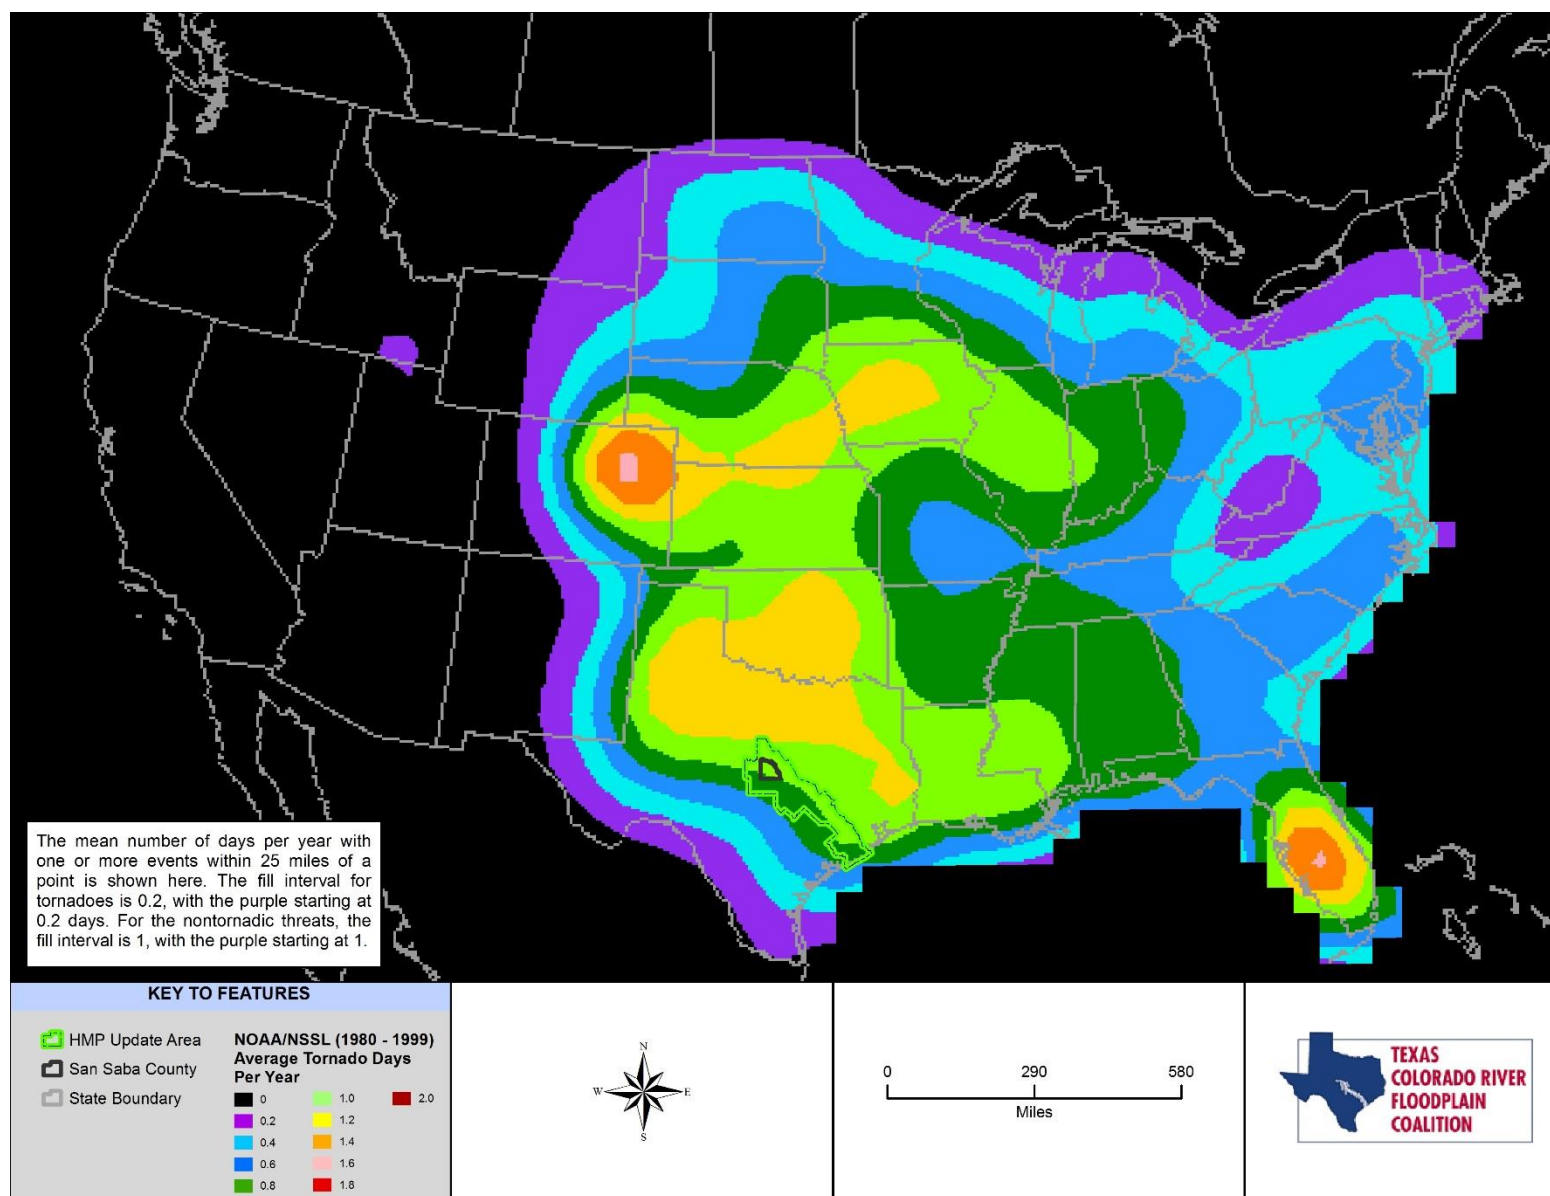 The mean number of days per year with
one or more events within 25 miles of a
point is shown here. The fill interval for
tornadoes is 0.2, with the purple starting at
0.2 days. For the nontornadic threats, the
fill interval is 1, with the purple starting at 1.
KEY TO FEATURES
HMP Update Area
San Saba County
State Boundary
NOAA/NSSL (1980 - 1999)
Average Tornado Days
Per Year
0
0.2
0.4
0.6
0.8
1.0
1.2
1.4
1.6
1.8
2.0
N
W
E
S
0 290 580
Miles
TEXAS
COLORADO RIVER
FLOODPLAIN
COALITION